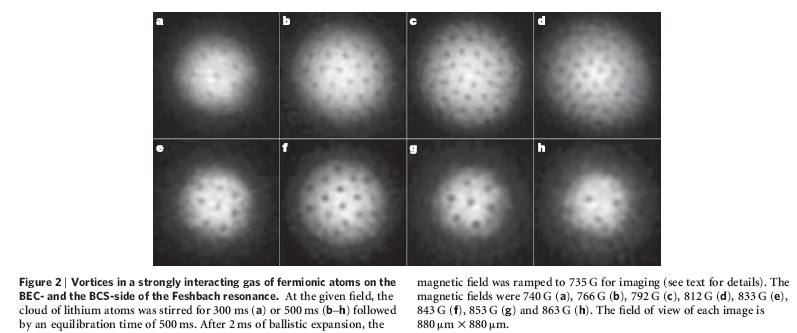 a b c d
e f g h
Figure 2 | Vortices in a strongly interacting gas of fermionic atoms on the
BEC- and the BCS-side of the Feshbach resonance. At the given field, the
cloud of lithium atoms was stirred for 300 ms (a) or 500 ms (b–h) followed
by an equilibration time of 500 ms. After 2 ms of ballistic expansion, the
magnetic field was ramped to 735 G for imaging (see text for details). The
magnetic fields were 740 G (a), 766 G (b), 792 G (c), 812 G (d), 833 G (e),
843 G (f), 853 G (g) and 863 G (h). The field of view of each image is
880 μm × 880 μm.